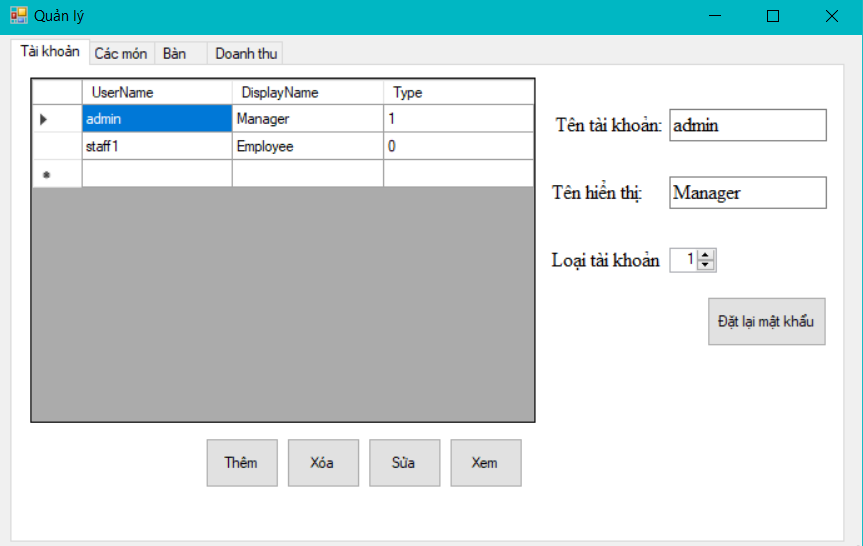 Quản lý
Tài khoản Các món Bàn Doanh thu
UserName DisplayName Type
admin Manager 1
staff1 Employee 0
Tên tài khoản: admin
Tên hiển thị: Manager
Loại tài khoản 1
Đặt lại mật khẩu
Thêm Xóa Sửa Xem